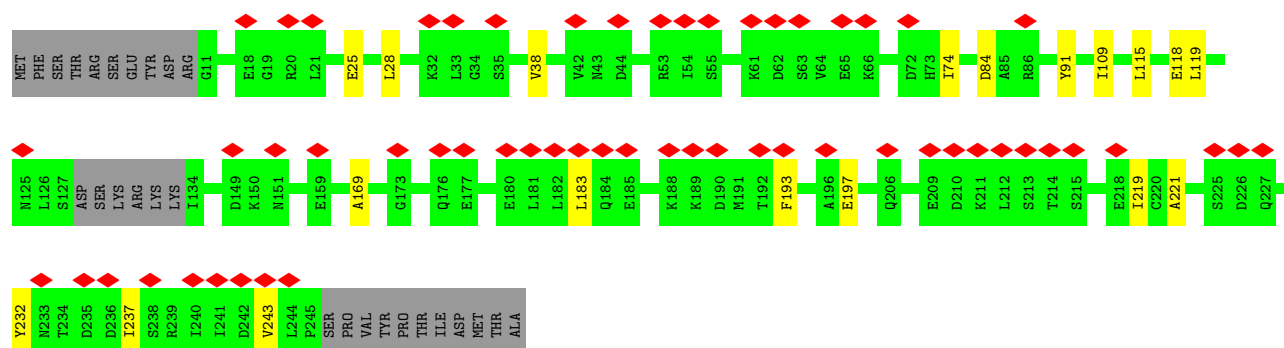 MET PHE SER THR ARG SER GLU TYR ASP ARG G11 E18 G19 R20 L21 E25 L28 K32 L33 G34 S35 V38 V42 N43 D44 R53 I54 S55 K61 D62 S63 V64 E65 K66 D72 H73 I74 D84 A85 R86 Y91 I109 L115 E118 L119
N125 L126 S127 ASP SER LYS ARG LYS LYS I134 D149 K150 N151 E159 A169 G173 Q176 E177 E180 L181 L182 L183 Q184 E185 K188 K189 D190 M191 T192 F193 A196 E197 Q206 E209 D210 K211 L212 S213 T214 S215 E218 I219 C220 A221 S225 D226 Q227
Y232 N233 T234 D235 D236 I237 S238 R239 I240 I241 D242 V243 L244 P245 SER PRO VAL TYR PRO THR ILE ASP MET THR ALA